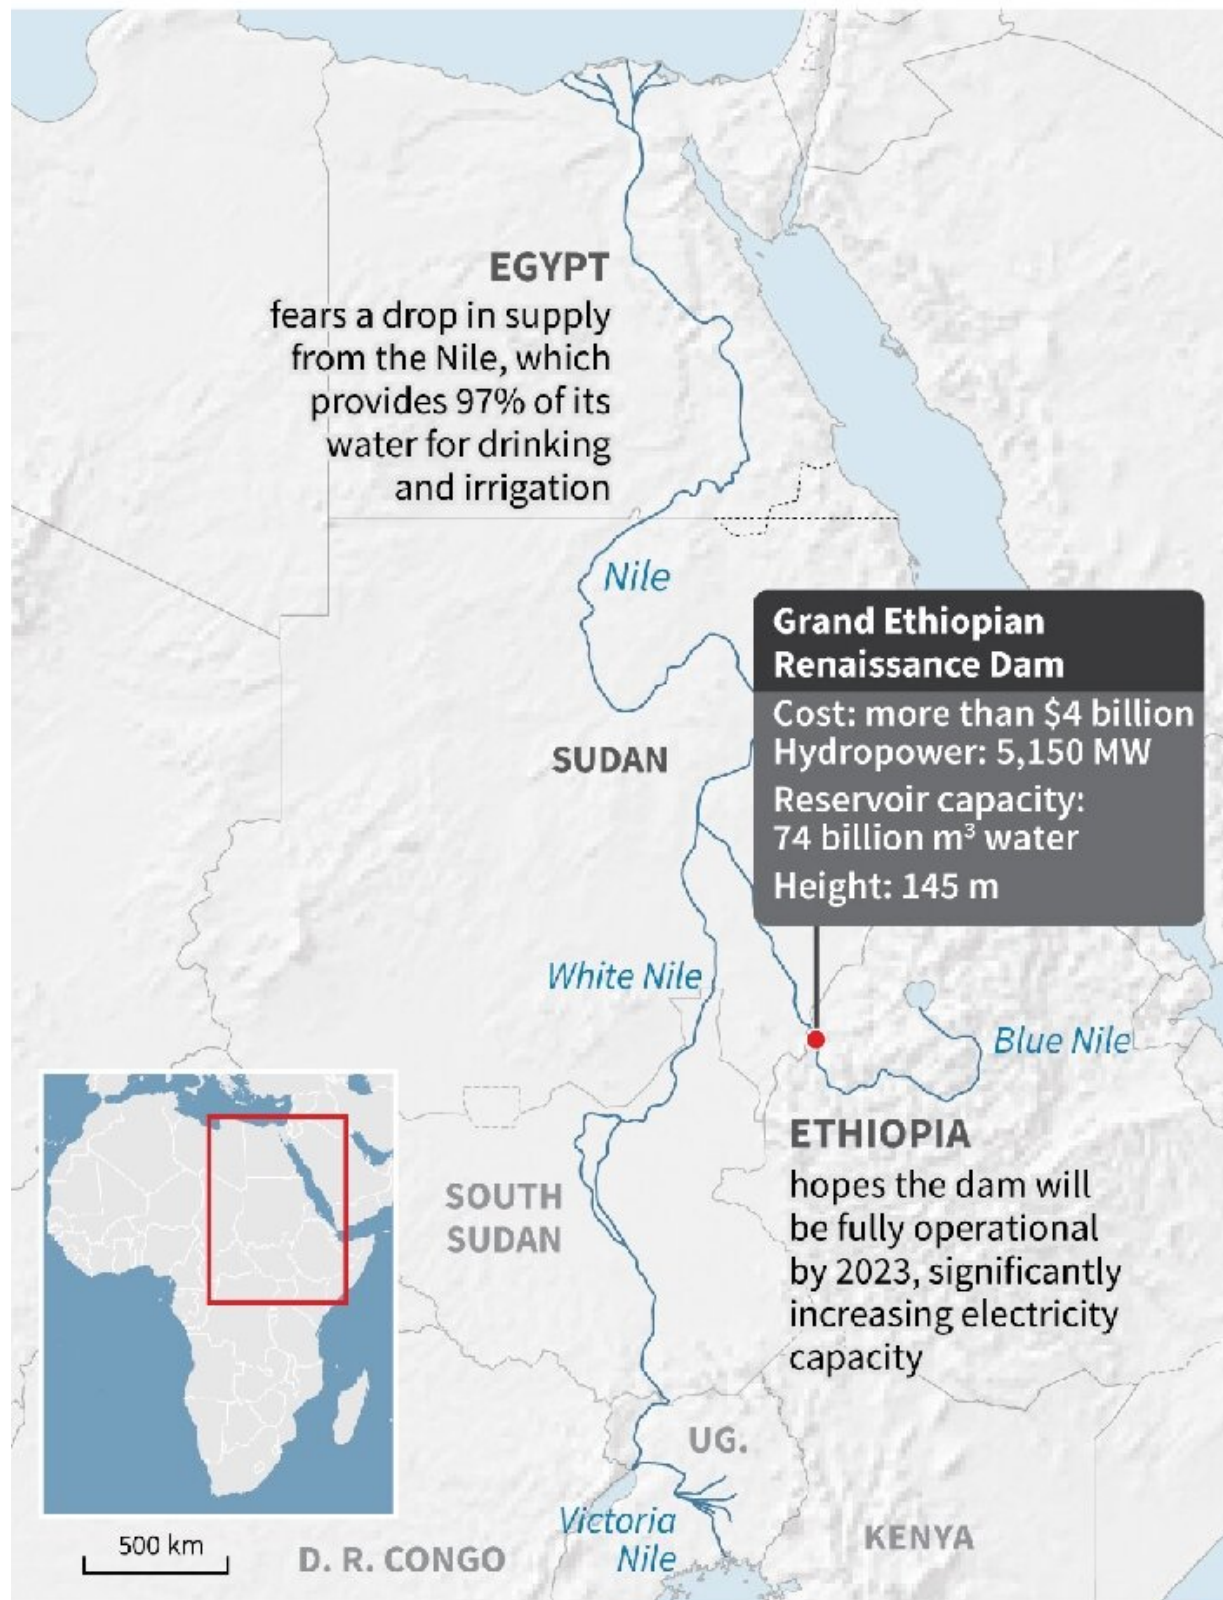 EGYPT
fears a drop in supply
from the Nile, which
provides 97% of its
water for drinking
and irrigation
Nile
Grand Ethiopian
Renaissance Dam
Cost: more than $4 billion
Hydropower: 5,150 MW
Reservoir capacity:
74 billion m³ water
Height: 145 m
SUDAN
White Nile
Blue Nile
ETHIOPIA
hopes the dam will
be fully operational
by 2023, significantly
increasing electricity
capacity
SOUTH
SUDAN
UG.
Victoria
Nile
KENYA
D. R. CONGO
500 km